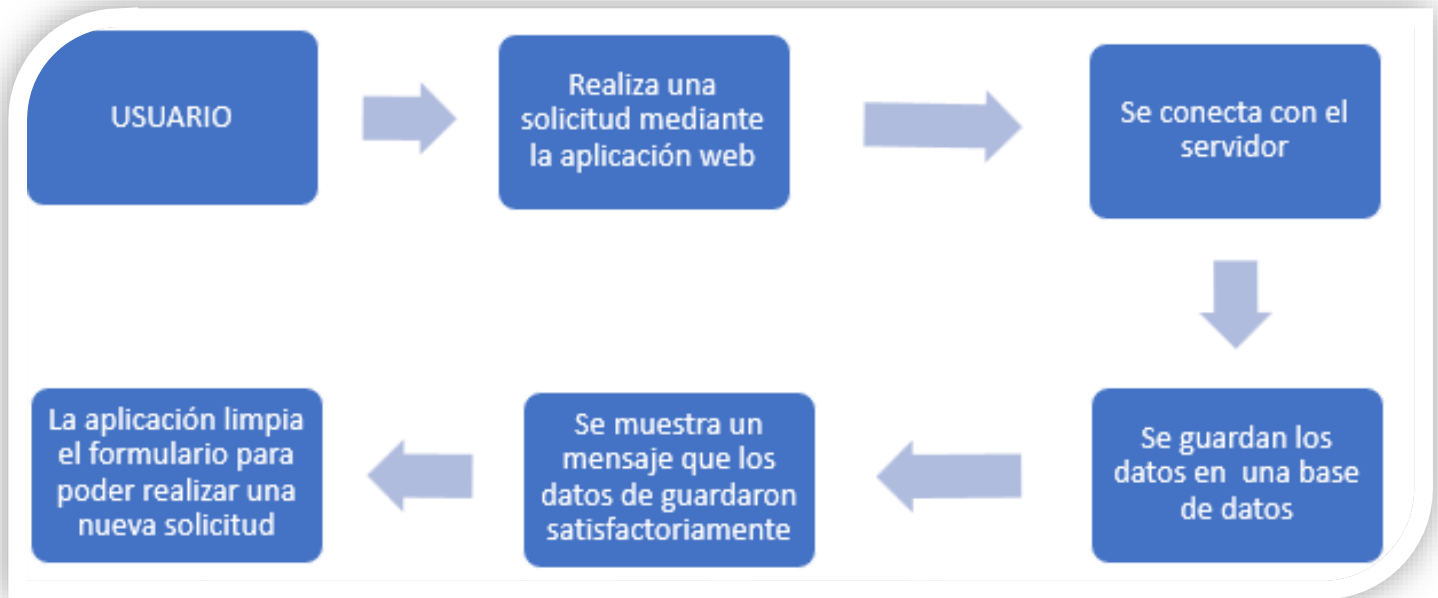 USUARIO
Realiza una
solicitud mediante
la aplicación web
Se conecta con el
servidor
Se guardan los
datos en una base
de datos
Se muestra un
mensaje que los
datos de guardaron
satisfactoriamente
La aplicación limpia
el formulario para
poder realizar una
nueva solicitud